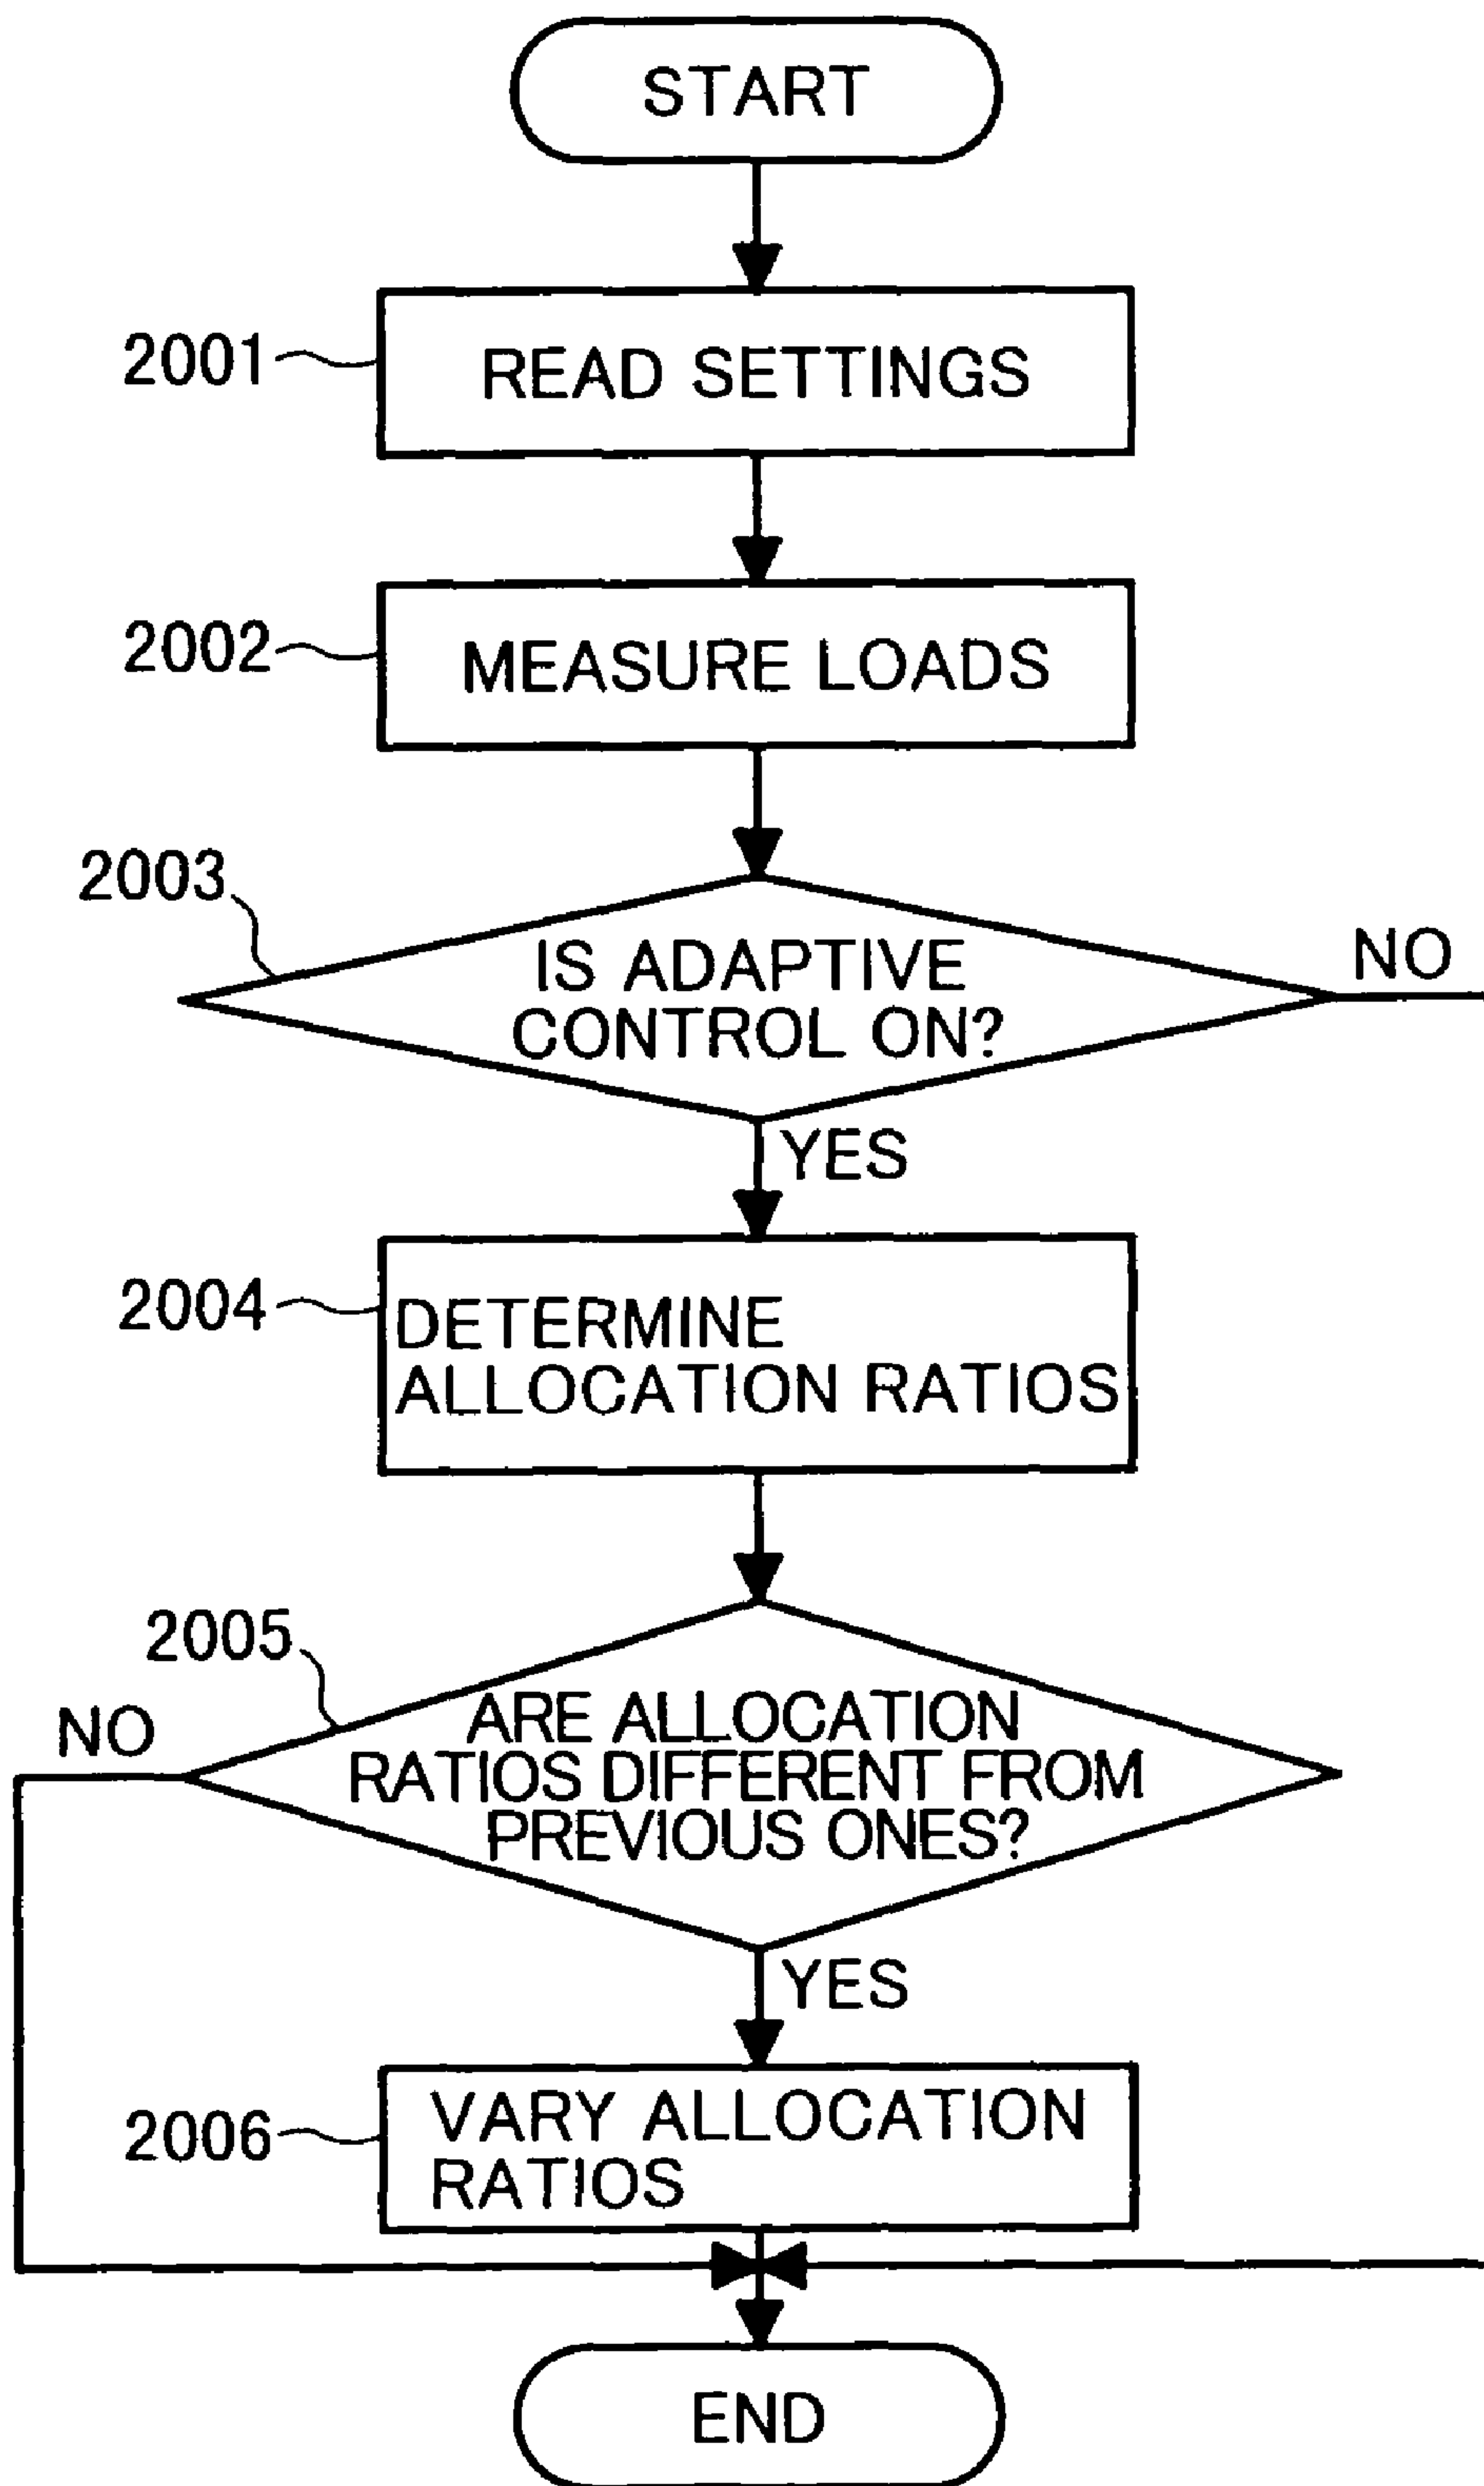 START
2001
READ SETTINGS
2002
MEASURE LOADS
2003
IS ADAPTIVE
CONTROL ON?
NO
YES
2004
DETERMINE
ALLOCATION RATIOS
2005
NO
ARE ALLOCATION
RATIOS DIFFERENT FROM
PREVIOUS ONES?
YES
2006
VARY ALLOCATION
RATIOS
END